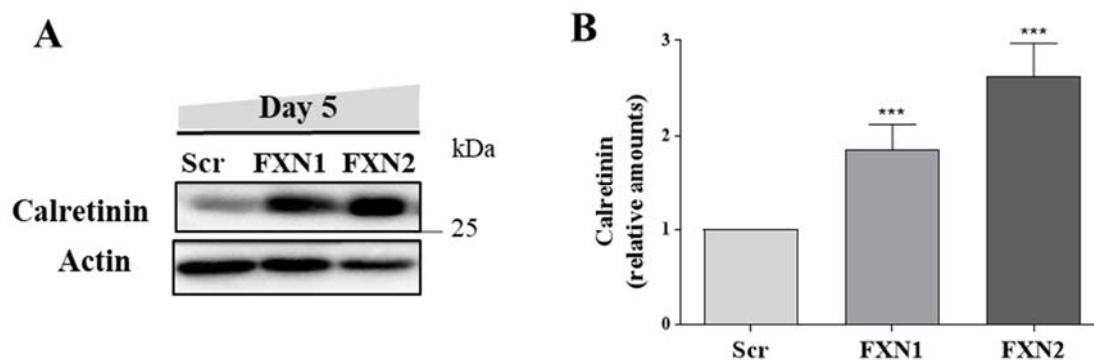 A
Day 5
Scr FXN1 FXN2
kDa
Calretinin
25
Actin
B
Calretinin
(relative amounts)
3
2
1
0
***
***
Scr FXN1 FXN2